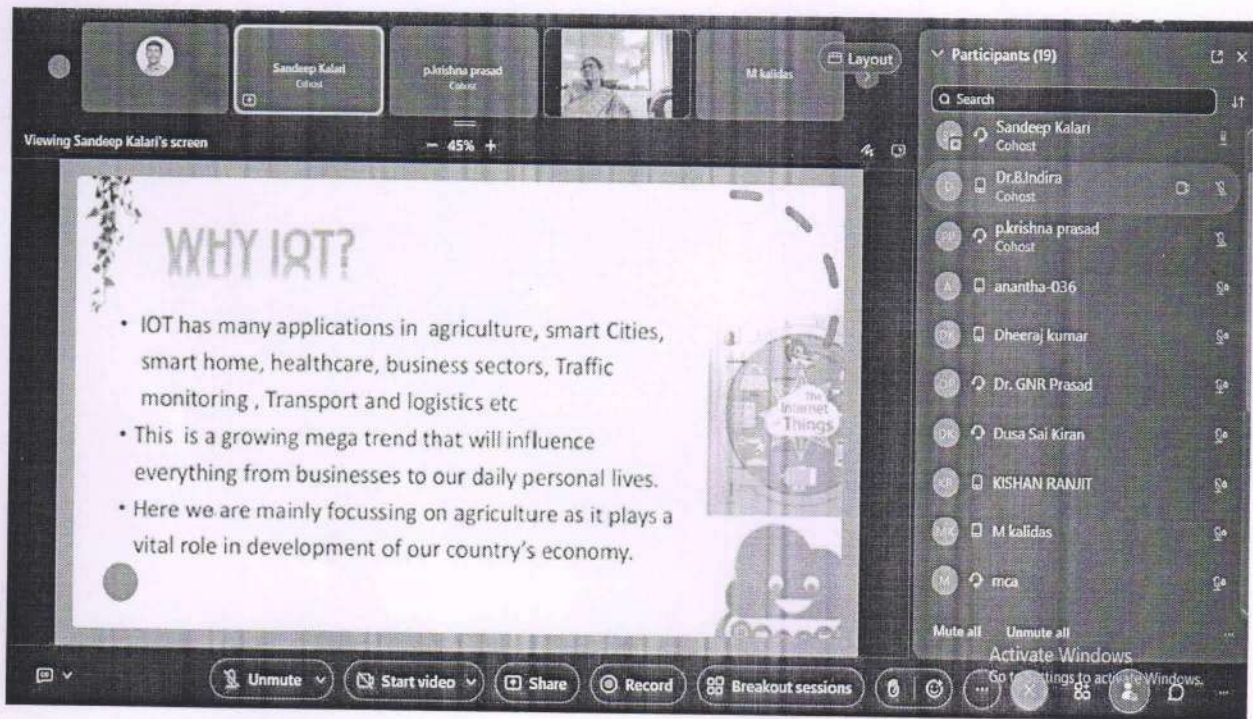 Sandeep Kalari
Cohost
p.krishna prasad
Cohost
M kalidas
Layout
Viewing Sandeep Kalari's screen
45%
WHY IOT?
• IOT has many applications in agriculture, smart Cities,
smart home, healthcare, business sectors, Traffic
monitoring , Transport and logistics etc
• This is a growing mega trend that will influence
everything from businesses to our daily personal lives.
• Here we are mainly focussing on agriculture as it plays a
vital role in development of our country's economy.
The
Internet
of Things
Participants (19)
Search
Sandeep Kalari
Cohost
D
Dr.B.Indira
Cohost
PP
p.krishna prasad
Cohost
A
anantha-036
DK
Dheeraj kumar
DP
Dr. GNR Prasad
DK
Dusa Sai Kiran
KR
KISHAN RANJIT
MK
M kalidas
M
mca
Mute all Unmute all
Activate Windows
Go to Settings to activate Windows.
Unmute
Start video
Share
Record
Breakout sessions